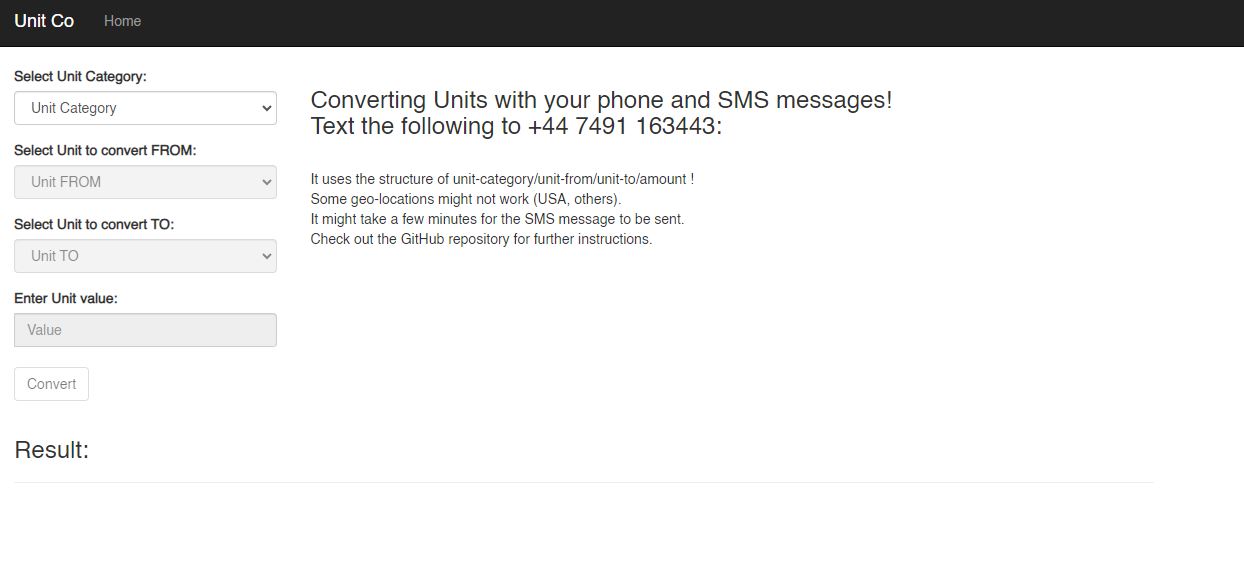 Unit Co Home
Select Unit Category:
Unit Category
Select Unit to convert FROM:
Unit FROM
Select Unit to convert TO:
Unit TO
Enter Unit value:
Value
Convert
Converting Units with your phone and SMS messages!
Text the following to +44 7491 163443:
It uses the structure of unit-category/unit-from/unit-to/amount !
Some geo-locations might not work (USA, others).
It might take a few minutes for the SMS message to be sent.
Check out the GitHub repository for further instructions.
Result: